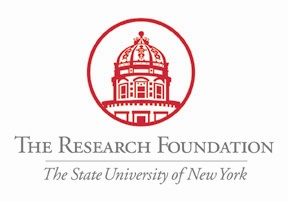 THE RESEARCH FOUNDATION
The State University of New York